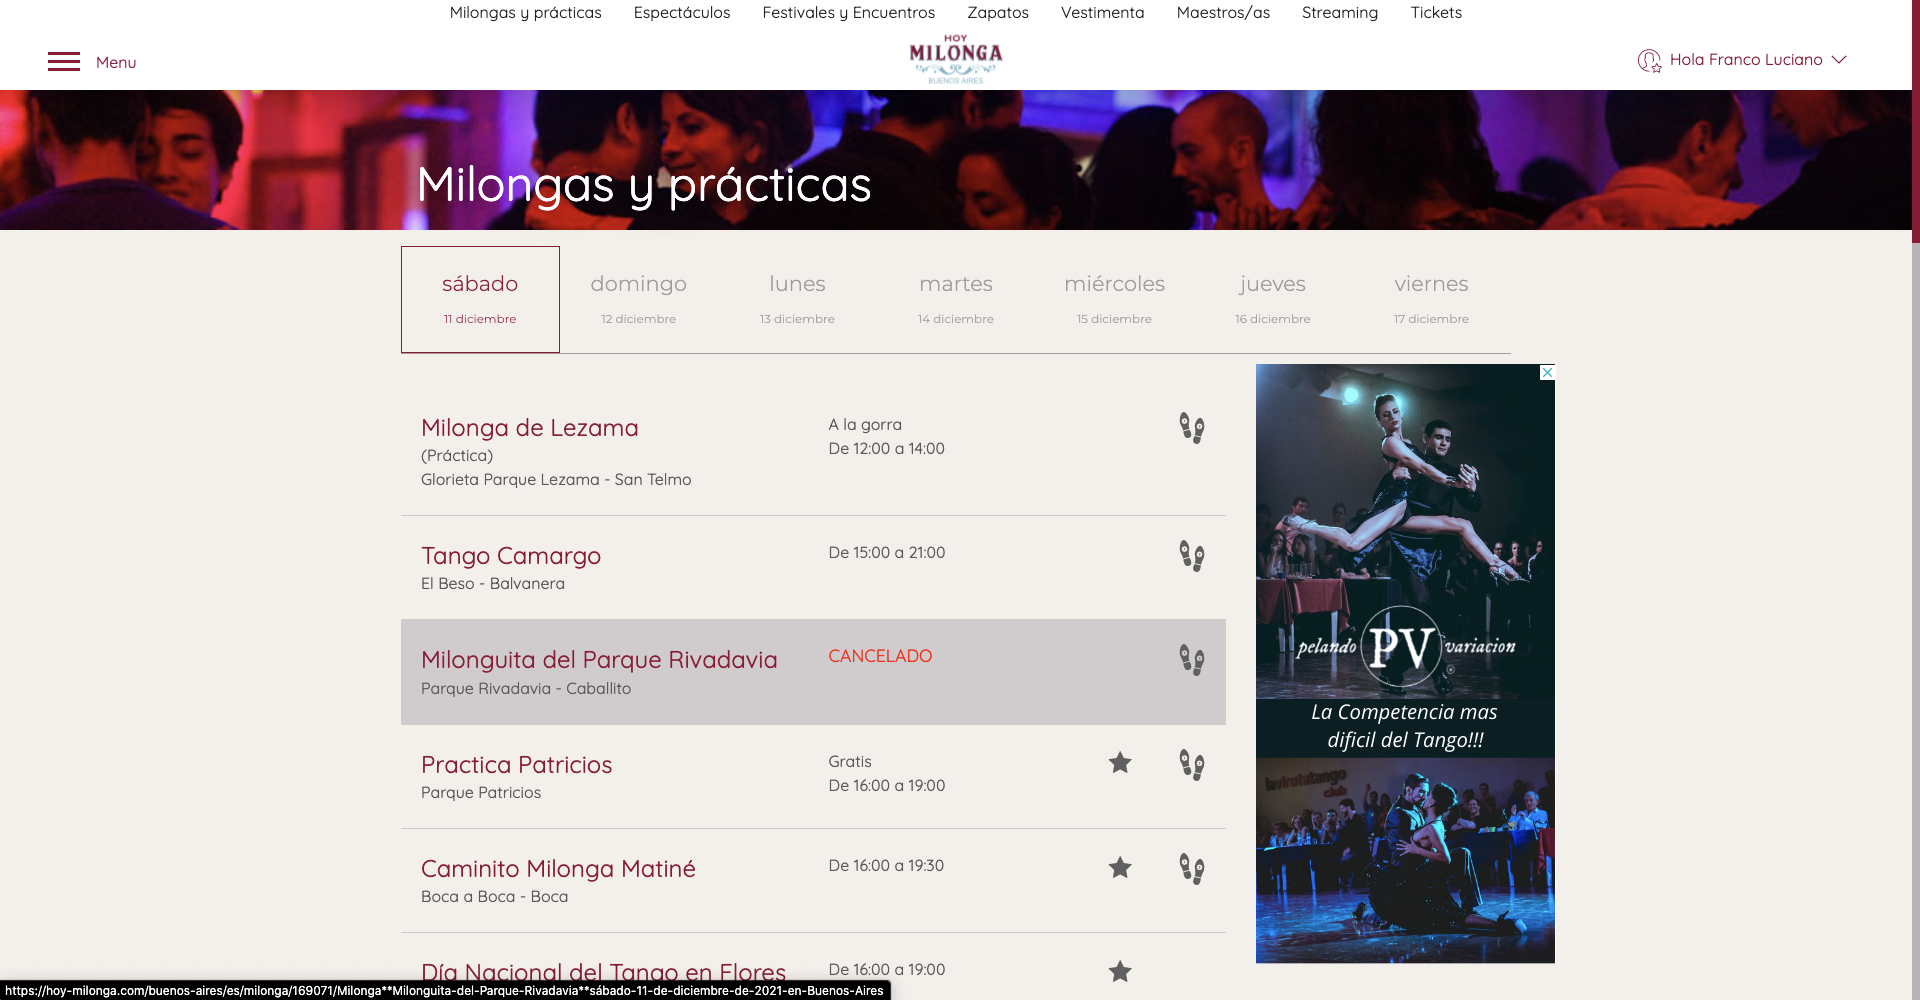 Milongas y prácticas Espectáculos Festivales y Encuentros Zapatos Vestimenta Maestros/as Streaming Tickets
Menu
HOY
MILONGA
BUENOS AIRES
Hola Franco Luciano
Milongas y prácticas
sábado domingo lunes martes miércoles jueves viernes
11 diciembre 12 diciembre 13 diciembre 14 diciembre 15 diciembre 16 diciembre 17 diciembre
Milonga de Lezama
(Práctica)
Glorieta Parque Lezama - San Telmo
A la gorra
De 12:00 a 14:00
Tango Camargo
El Beso - Balvanera
De 15:00 a 21:00
Milonguita del Parque Rivadavia
Parque Rivadavia - Caballito
CANCELADO
Practica Patricios
Parque Patricios
Gratis
De 16:00 a 19:00
Caminito Milonga Matiné
Boca a Boca - Boca
De 16:00 a 19:30
Día Nacional del Tango en Flores
De 16:00 a 19:00
pelando PV variacion
La Competencia mas
dificil del Tango!!!
lavirutatango
club
https://hoy-milonga.com/buenos-aires/es/milonga/169071/Milonga**Milonguita-del-Parque-Rivadavia**sábado-11-de-diciembre-de-2021-en-Buenos-Aires